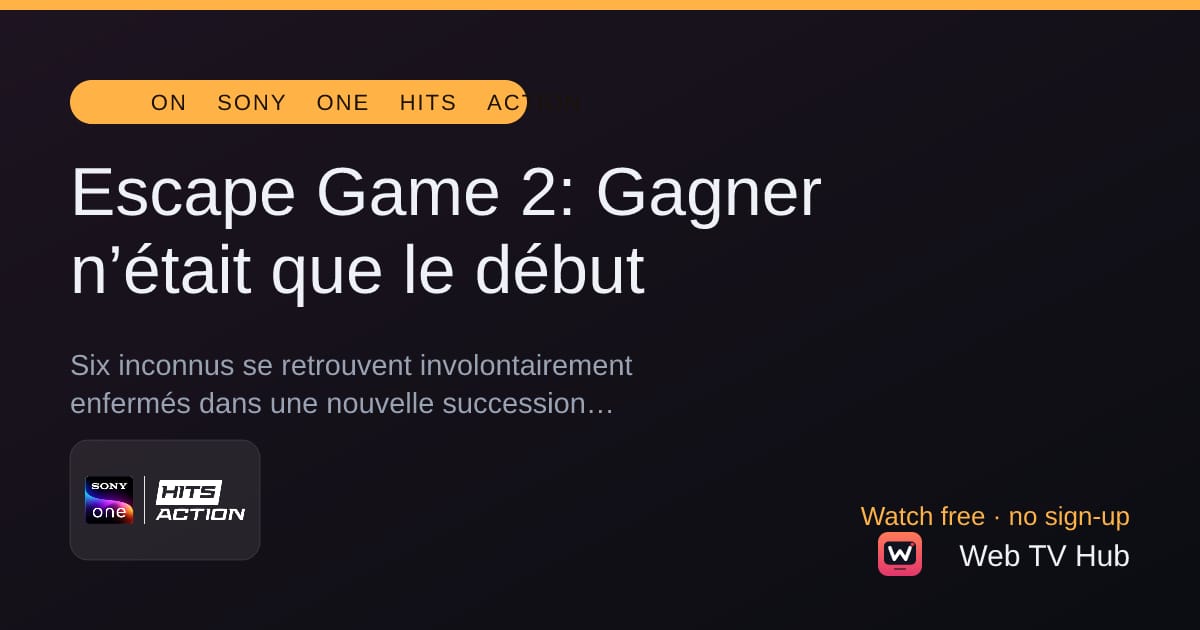 ON SONY ONE HITS ACTION
Escape Game 2: Gagner
n’était que le début
Six inconnus se retrouvent involontairement
enfermés dans une nouvelle succession…
SONY
one
HITS
ACTION
Watch free · no sign-up
W
Web TV Hub